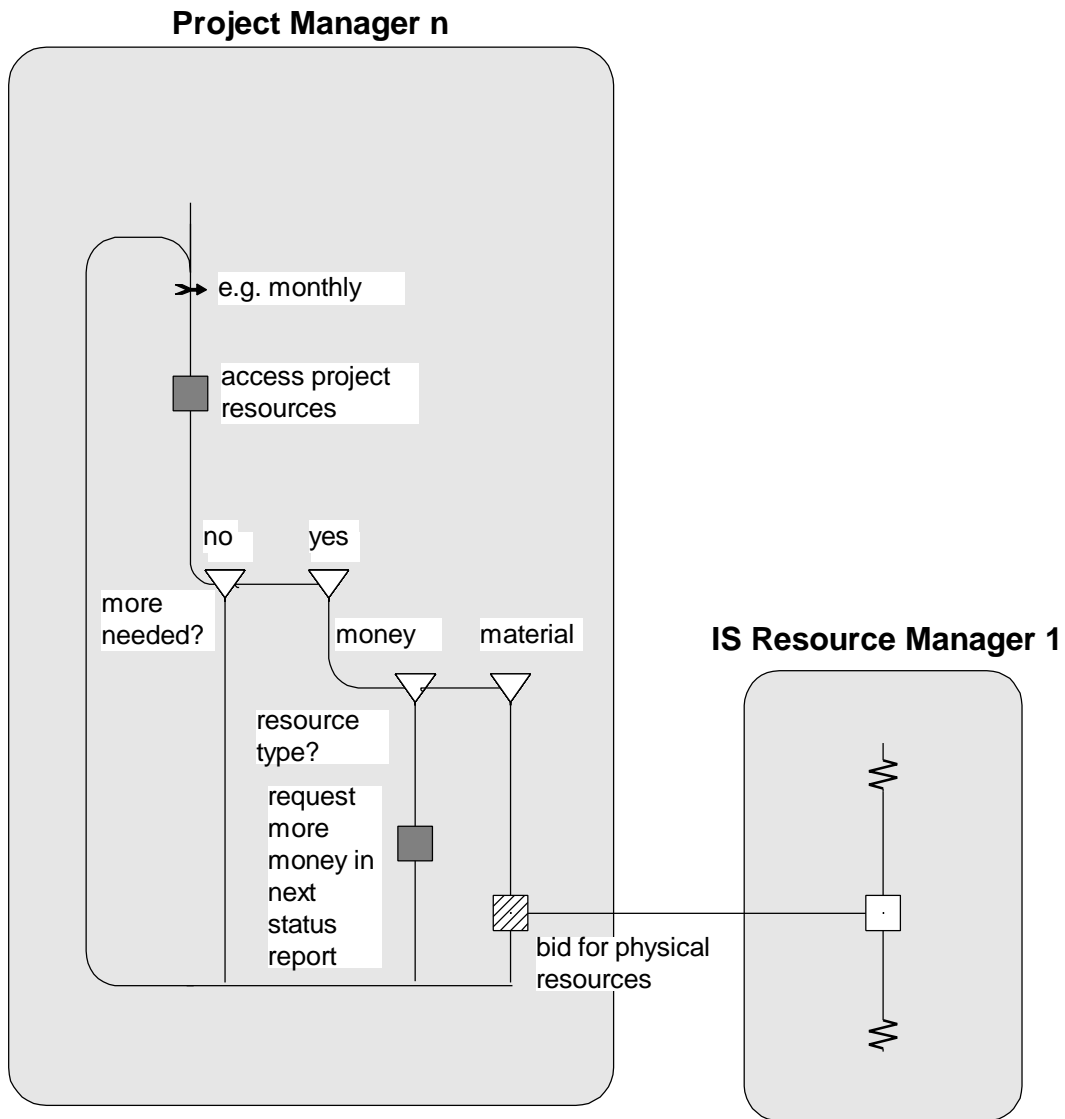 Project Manager n
e.g. monthly
access project
resources
no
yes
more
needed?
money
material
IS Resource Manager 1
resource
type?
request
more
money in
next
status
report
bid for physical
resources